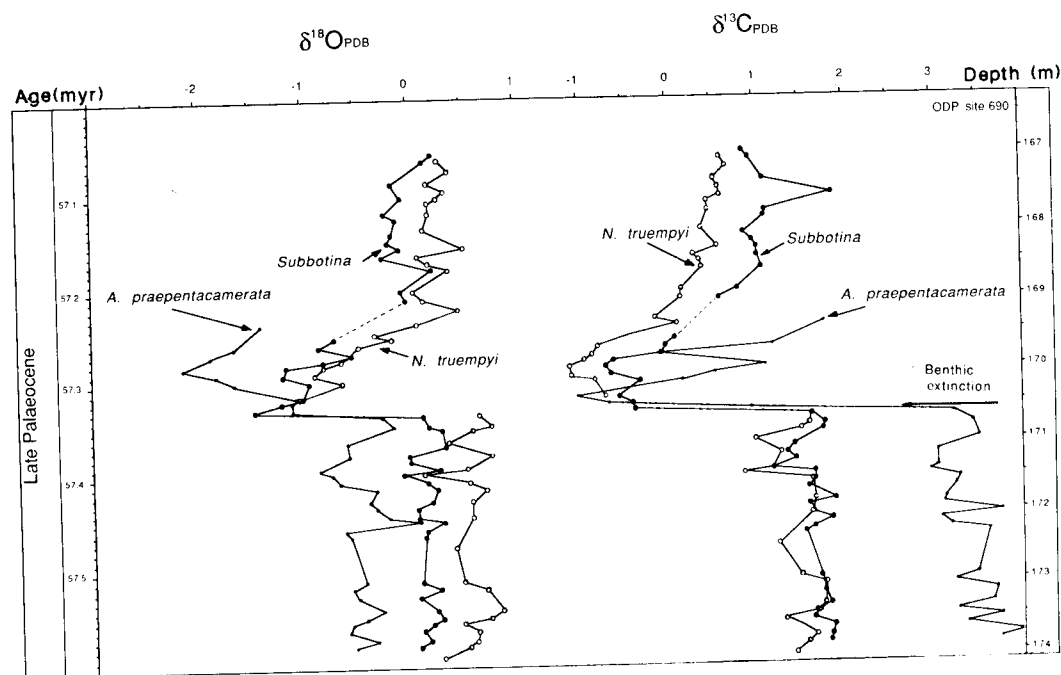 δ18OPDB
δ13CPDB
Age(myr)
-2
-1
0
1
-1
0
1
2
3
Depth (m)
ODP site 690
Late Palaeocene
57.1
57.2
57.3
57.4
57.5
167
168
169
170
171
172
173
174
Subbotina
A. praepentacamerata
N. truempyi
N. truempyi
Subbotina
A. praepentacamerata
Benthic
extinction